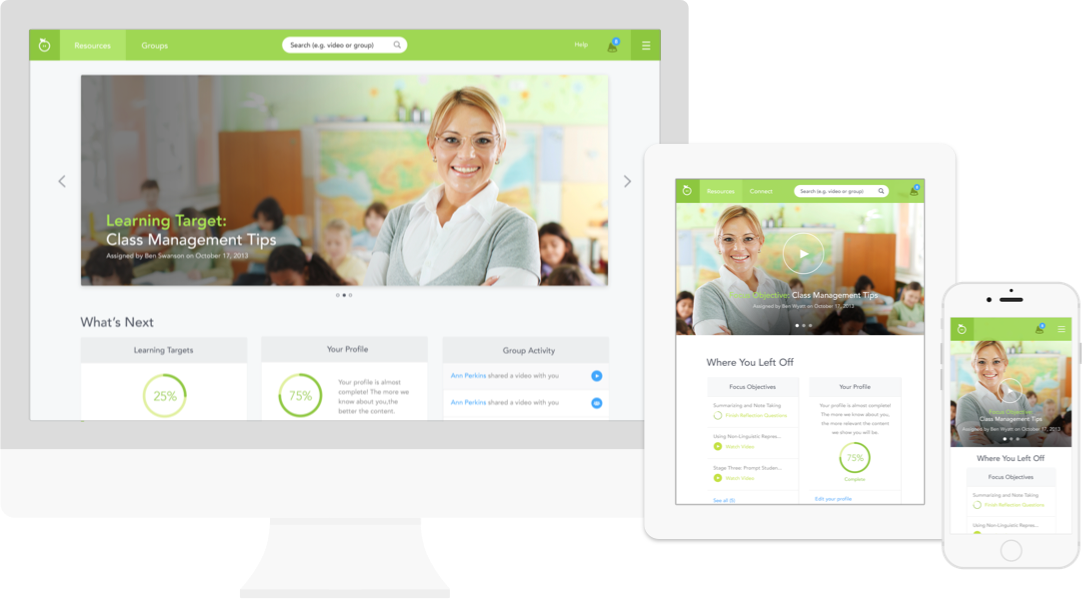 Resources
Groups
Search (e.g. video or group)
Help
Learning Target:
Class Management Tips
Assigned by Ben Swanson on October 17, 2013
What's Next
Learning Targets
25%
Your Profile
75%
Your profile is almost
complete! The more we
know about you,the
better the content.
Group Activity
Ann Perkins shared a video with you
Ann Perkins shared a video with you
Resources
Connect
Search (e.g. video or group)
Focus Objective: Class Management Tips
Assigned by Ben Wyatt on October 17, 2013
Where You Left Off
Focus Objectives
Summarizing and Note Taking
Finish Reflection Questions
Using Non-Linguistic Repres...
Watch Video
Stage Three: Prompt Studen...
Watch Video
See all (5)
Your Profile
Your profile is almost complete!
The more we know about you,
the more relevant the content
we show you will be.
75%
Complete
Edit your profile
Focus Objective:
Class Management Tips
Assigned by Ben Wyatt on October 17, 2013
Where You Left Off
Focus Objectives
Summarizing and Note Taking
Finish Reflection Questions
Using Non-Linguistic Repres...